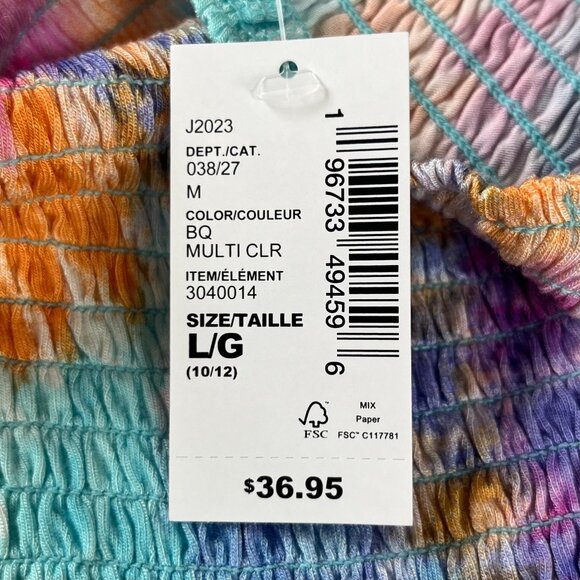 J2023
DEPT./CAT.
038/27
M
COLOR/COULEUR
BQ
MULTI CLR
ITEM/ÉLÉMENT
3040014
SIZE/TAILLE
L/G
(10/12)
1 96733 49459 6
FSC
MIX
Paper
FSC™ C117781
$36.95